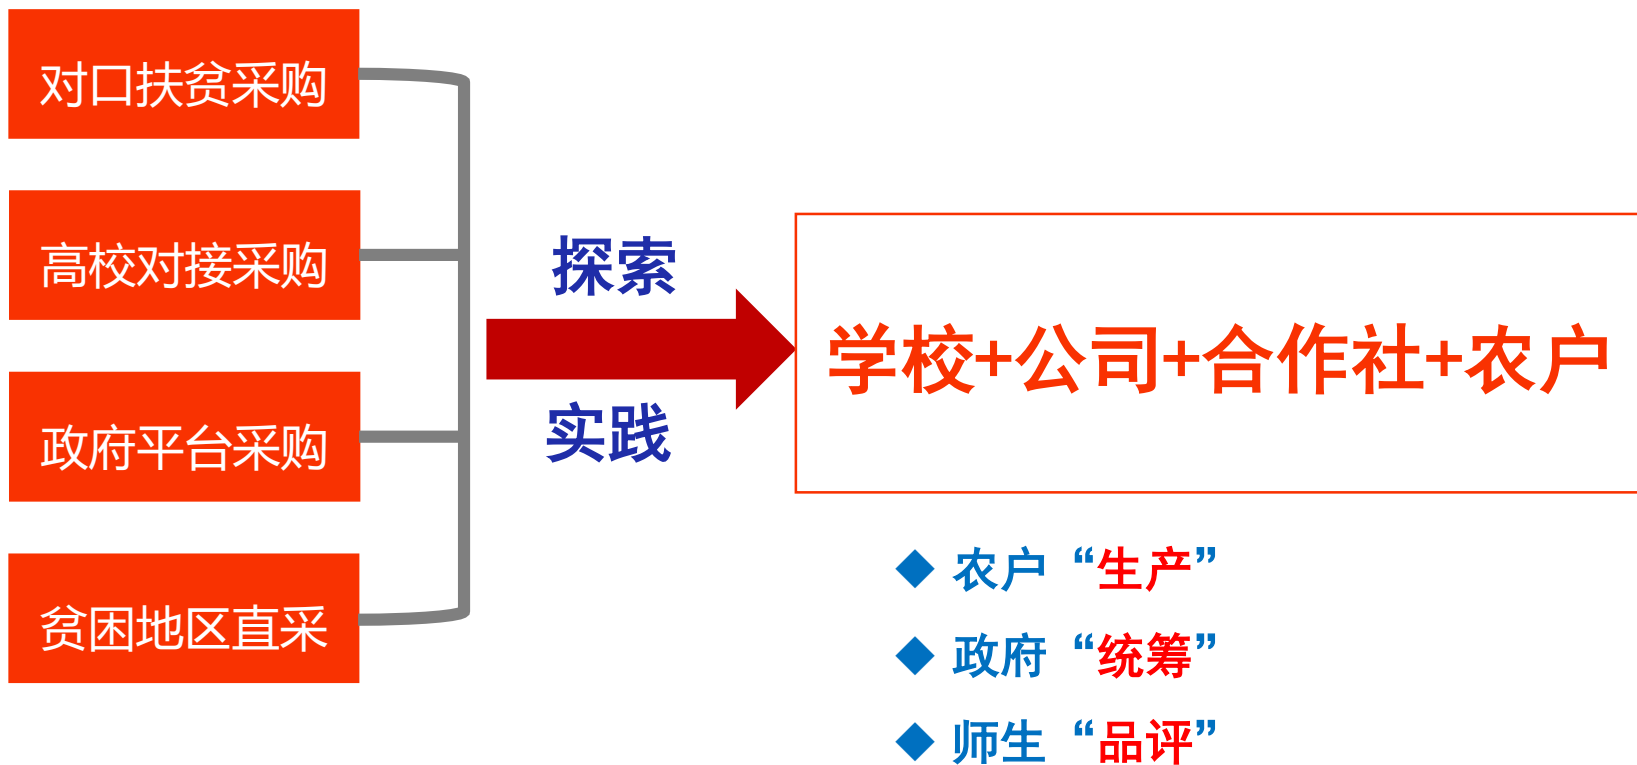 对口扶贫采购
高校对接采购
政府平台采购
贫困地区直采
探索
实践
学校+公司+合作社+农户
◆ 农户“生产”
◆ 政府“统筹”
◆ 师生“品评”